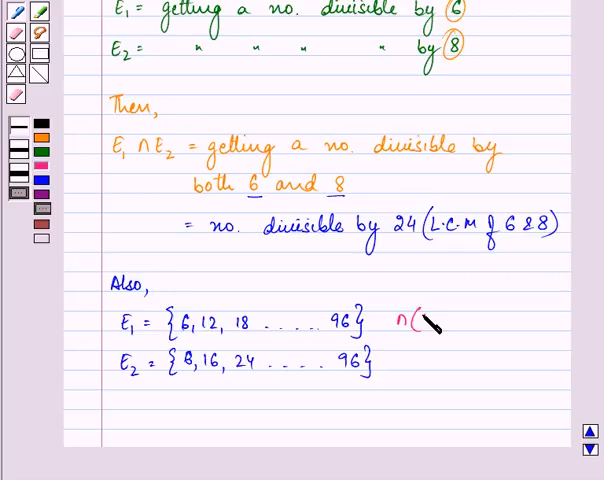 E₁ = getting a no. divisible by 6
E₂ = " " " " by 8
Then,
E₁ ∩ E₂ = getting a no. divisible by
both 6 and 8
= no. divisible by 24 (L.C.M of 6 & 8)
Also,
E₁ = {6, 12, 18 ..... 96} n(
E₂ = {8, 16, 24 ..... 96}